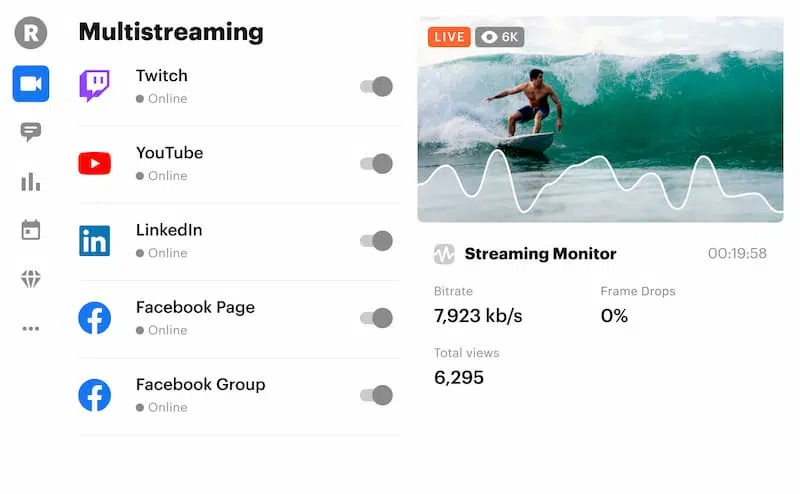 R
Multistreaming
Twitch
Online
YouTube
Online
in
LinkedIn
Online
Facebook Page
Online
Facebook Group
Online
LIVE 6K
Streaming Monitor 00:19:58
Bitrate Frame Drops
7,923 kb/s 0%
Total views
6,295